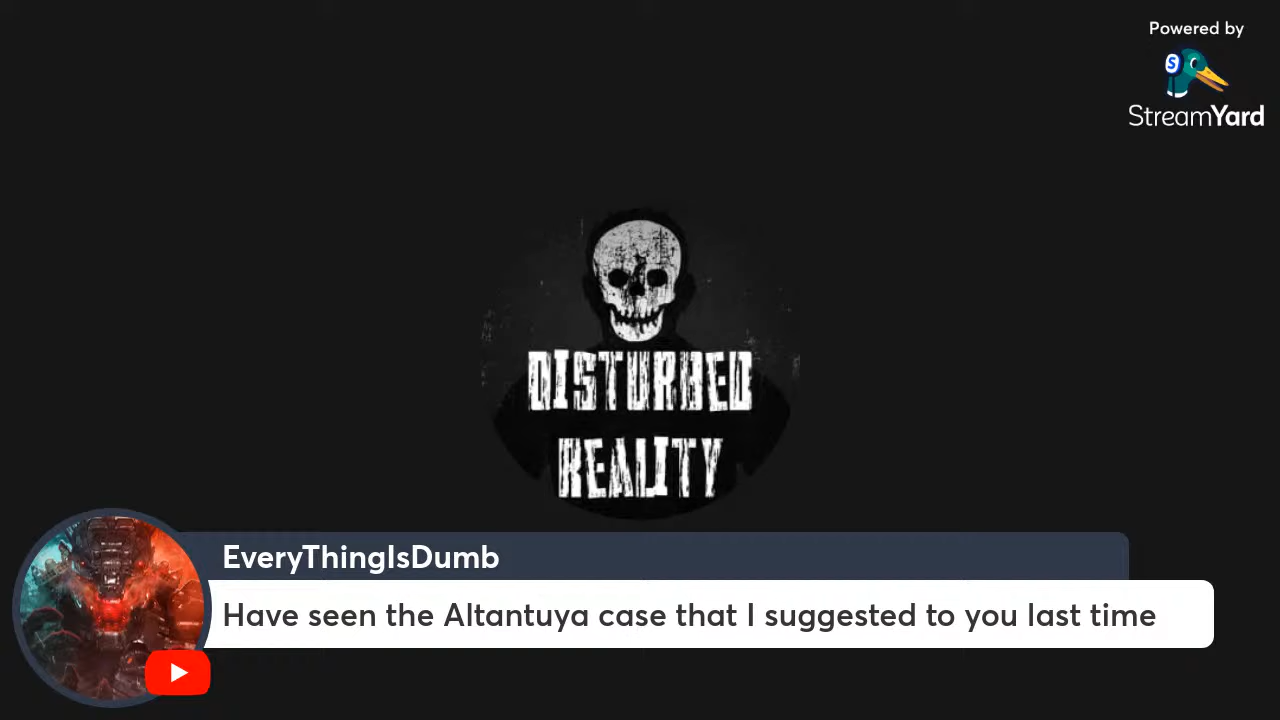 Powered by
S
StreamYard
DISTURBED
REALITY
EveryThingIsDumb
Have seen the Altantuya case that I suggested to you last time